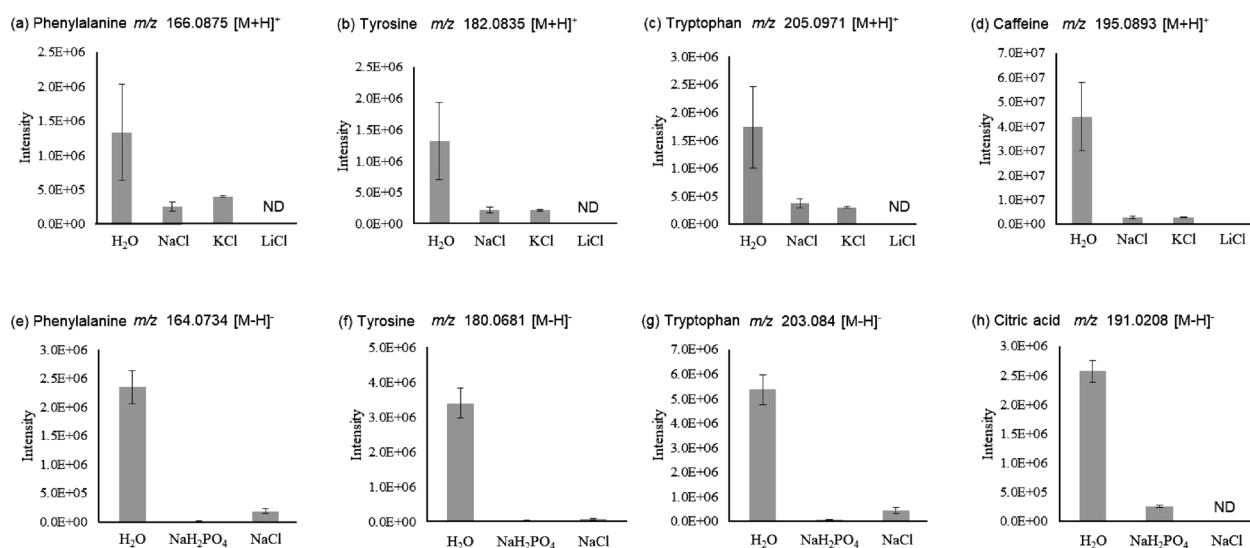 (a) Phenylalanine m/z 166.0875 [M+H]⁺
2.5E+06
2.0E+06
1.5E+06
1.0E+06
5.0E+05
0.0E+00
Intensity
ND
H₂O NaCl KCl LiCl
(b) Tyrosine m/z 182.0835 [M+H]⁺
2.5E+06
2.0E+06
1.5E+06
1.0E+06
5.0E+05
0.0E+00
Intensity
ND
H₂O NaCl KCl LiCl
(c) Tryptophan m/z 205.0971 [M+H]⁺
3.0E+06
2.5E+06
2.0E+06
1.5E+06
1.0E+06
5.0E+05
0.0E+00
Intensity
ND
H₂O NaCl KCl LiCl
(d) Caffeine m/z 195.0893 [M+H]⁺
7.0E+07
6.0E+07
5.0E+07
4.0E+07
3.0E+07
2.0E+07
1.0E+07
0.0E+00
Intensity
H₂O NaCl KCl LiCl
(e) Phenylalanine m/z 164.0734 [M-H]⁻
3.0E+06
2.5E+06
2.0E+06
1.5E+06
1.0E+06
5.0E+05
0.0E+00
Intensity
H₂O NaH₂PO₄ NaCl
(f) Tyrosine m/z 180.0681 [M-H]⁻
5.0E+06
4.0E+06
3.0E+06
2.0E+06
1.0E+06
0.0E+00
Intensity
H₂O NaH₂PO₄ NaCl
(g) Tryptophan m/z 203.084 [M-H]⁻
7.0E+06
6.0E+06
5.0E+06
4.0E+06
3.0E+06
2.0E+06
1.0E+06
0.0E+00
Intensity
H₂O NaH₂PO₄ NaCl
(h) Citric acid m/z 191.0208 [M-H]⁻
3.0E+06
2.5E+06
2.0E+06
1.5E+06
1.0E+06
5.0E+05
0.0E+00
Intensity
ND
H₂O NaH₂PO₄ NaCl